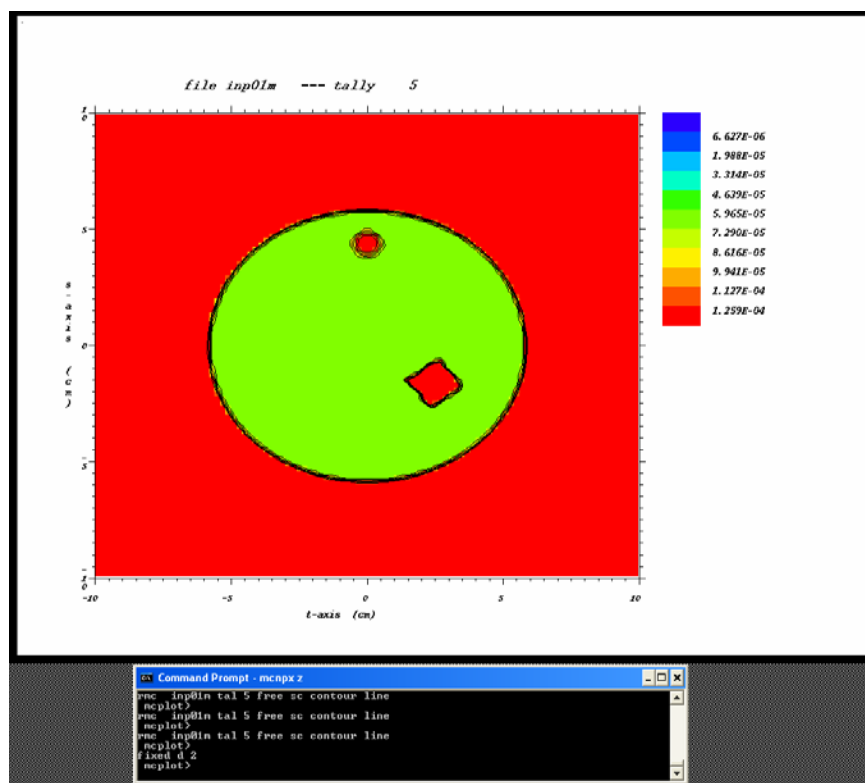 file inp01m --- tally 5
10
5
0
-5
-10
s-axis (cm)
-10 -5 0 5 10
t-axis (cm)
6.627E-06
1.988E-05
3.314E-05
4.639E-05
5.965E-05
7.290E-05
8.616E-05
9.941E-05
1.127E-04
1.259E-04
Command Prompt - mcnpx z
rmc inp01m tal 5 free sc contour line
mcplot>
rmc inp01m tal 5 free sc contour line
mcplot>
rmc inp01m tal 5 free sc contour line
mcplot>
fixed d 2
mcplot>